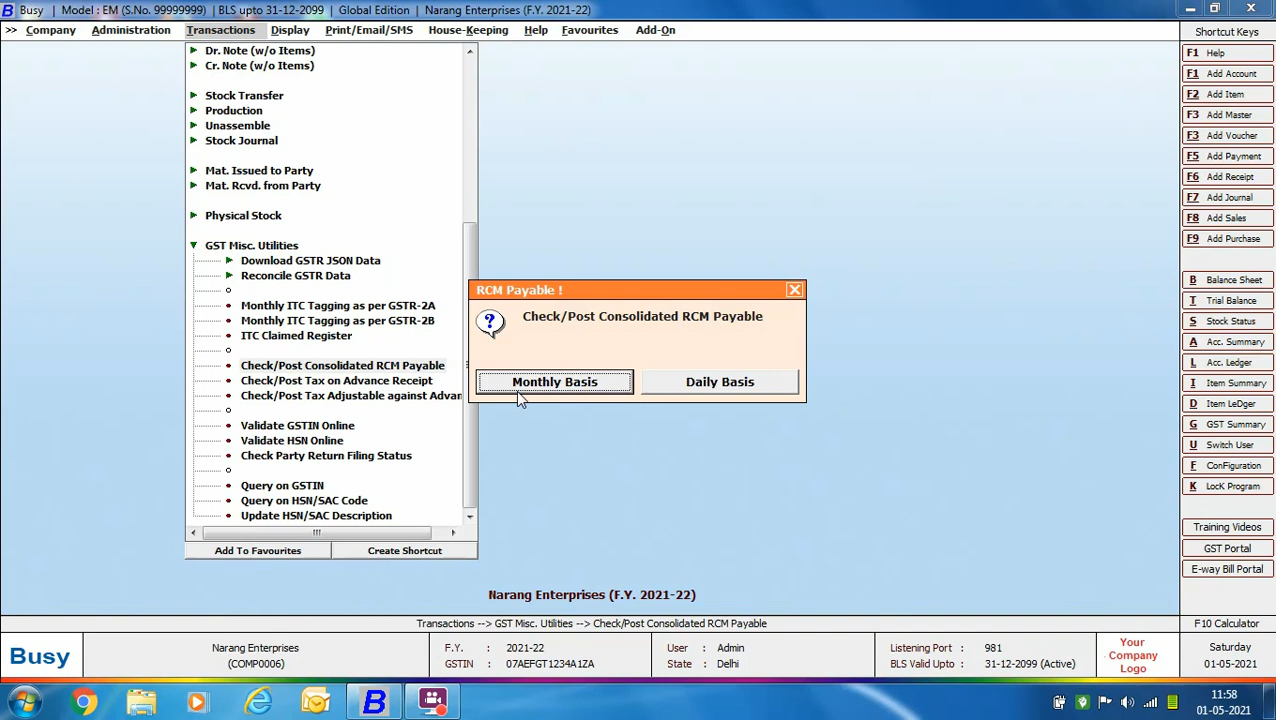 Busy Model : EM (S.No. 99999999) | BLS upto 31-12-2099 | Global Edition | Narang Enterprises (F.Y. 2021-22)
>> Company Administration Transactions Display Print/Email/SMS House-Keeping Help Favourites Add-On
Dr. Note (w/o Items)
Cr. Note (w/o Items)
Stock Transfer
Production
Unassemble
Stock Journal
Mat. Issued to Party
Mat. Rcvd. from Party
Physical Stock
GST Misc. Utilities
Download GSTR JSON Data
Reconcile GSTR Data
Monthly ITC Tagging as per GSTR-2A
Monthly ITC Tagging as per GSTR-2B
ITC Claimed Register
Check/Post Consolidated RCM Payable
Check/Post Tax on Advance Receipt
Check/Post Tax Adjustable against Advan
Validate GSTIN Online
Validate HSN Online
Check Party Return Filing Status
Query on GSTIN
Query on HSN/SAC Code
Update HSN/SAC Description
Add To Favourites Create Shortcut
RCM Payable !
Check/Post Consolidated RCM Payable
Monthly Basis Daily Basis
Shortcut Keys
F1 Help
F1 Add Account
F2 Add Item
F3 Add Master
F3 Add Voucher
F5 Add Payment
F6 Add Receipt
F7 Add Journal
F8 Add Sales
F9 Add Purchase
B Balance Sheet
T Trial Balance
S Stock Status
A Acc. Summary
L Acc. Ledger
I Item Summary
D Item LeDger
G GST Summary
U Switch User
F ConFiguration
K LocK Program
Training Videos
GST Portal
E-way Bill Portal
Narang Enterprises (F.Y. 2021-22)
Transactions --> GST Misc. Utilities --> Check/Post Consolidated RCM Payable
F10 Calculator
Busy
Narang Enterprises
(COMP0006)
F.Y. : 2021-22
GSTIN : 07AEFGT1234A1ZA
User : Admin
State : Delhi
Listening Port : 981
BLS Valid Upto : 31-12-2099 (Active)
Your
Company
Logo
Saturday
01-05-2021
11:58
01-05-2021